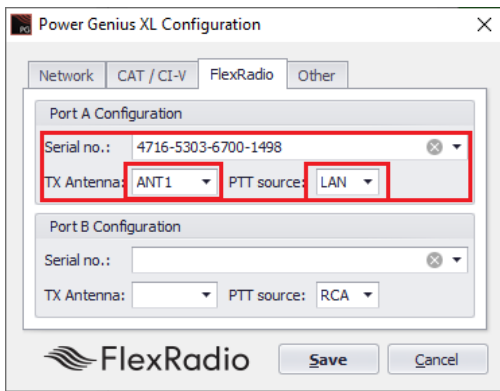 PG
Power Genius XL Configuration
Network CAT / CI-V FlexRadio Other
Port A Configuration
Serial no.: 4716-5303-6700-1498
TX Antenna: ANT1 PTT source: LAN
Port B Configuration
Serial no.:
TX Antenna: PTT source: RCA
FlexRadio Save Cancel